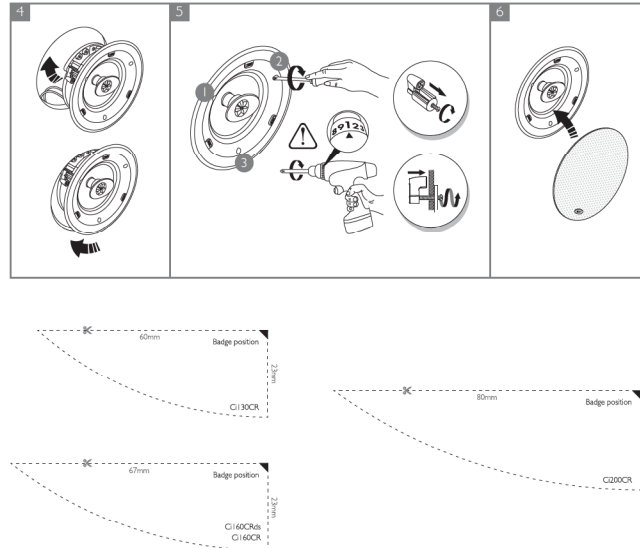 4
5
6
1
2
3
60mm
Badge position
23mm
Ci130CR
67mm
Badge position
23mm
Ci160CRds
Ci160CR
80mm
Badge position
Ci200CR